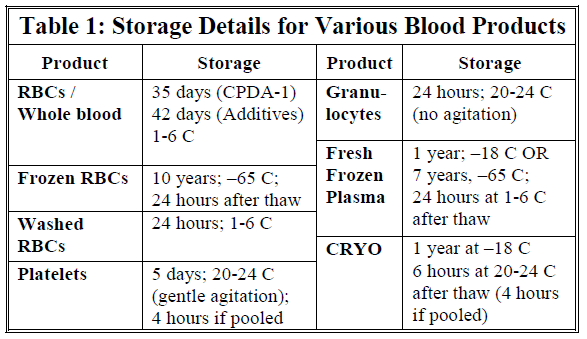 Table 1: Storage Details for Various Blood Products
Product Storage Product Storage
RBCs /
Whole blood
35 days (CPDA-1)
42 days (Additives)
1-6 C
Frozen RBCs
10 years; –65 C;
24 hours after thaw
Washed
RBCs
24 hours; 1-6 C
Platelets
5 days; 20-24 C
(gentle agitation);
4 hours if pooled
Granu-
locytes
24 hours; 20-24 C
(no agitation)
Fresh
Frozen
Plasma
1 year; –18 C OR
7 years, –65 C;
24 hours at 1-6 C
after thaw
CRYO
1 year at –18 C
6 hours at 20-24 C
after thaw (4 hours
if pooled)